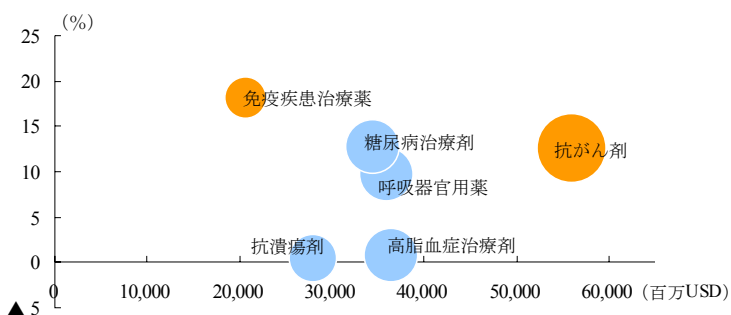 (%)
25
20
免疫疾患治療薬
15
糖尿病治療剤
抗がん剤
10
呼吸器官用薬
5
抗潰瘍剤
高脂血症治療剤
0
0 10,000 20,000 30,000 40,000 50,000 60,000 (百万USD)
▲ 5